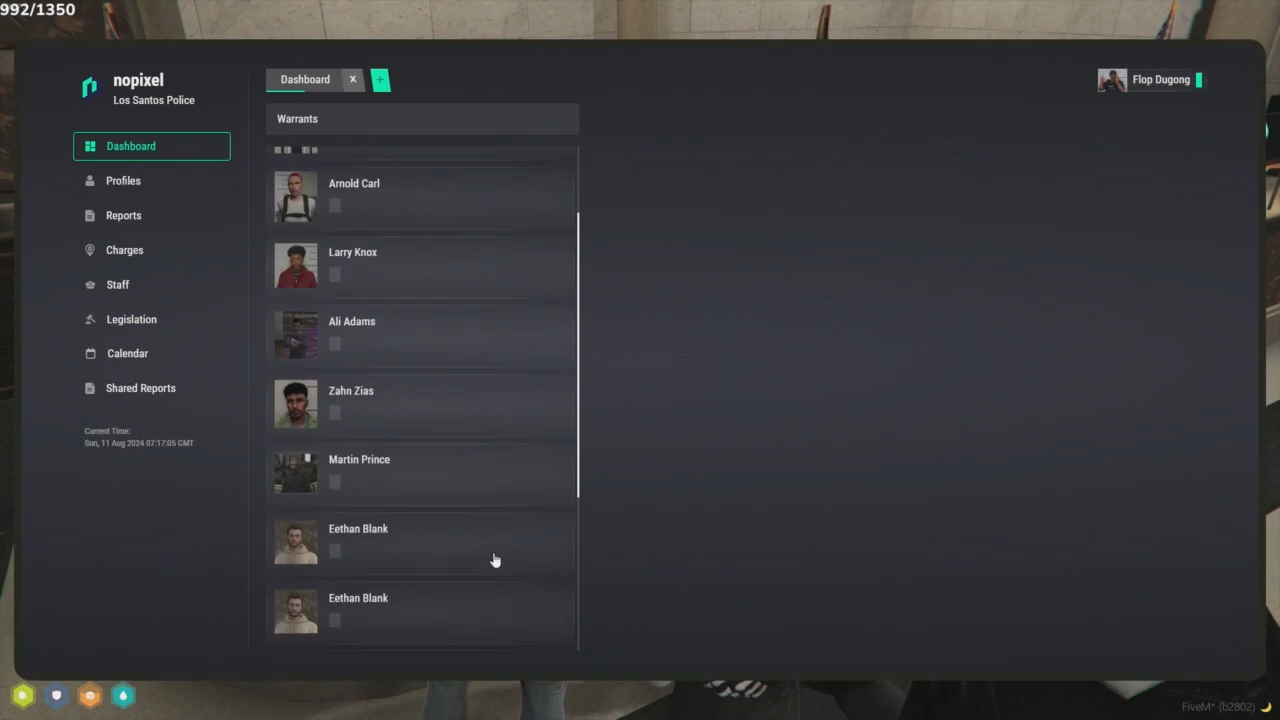 992/1350
nopixel
Los Santos Police
Dashboard
Profiles
Reports
Charges
Staff
Legislation
Calendar
Shared Reports
Current Time:
Sun, 11 Aug 2024 07:17:05 GMT
Dashboard x +
Flop Dugong
Warrants
Arnold Carl
Larry Knox
Ali Adams
Zahn Zias
Martin Prince
Eethan Blank
Eethan Blank
FiveM* (b2802)